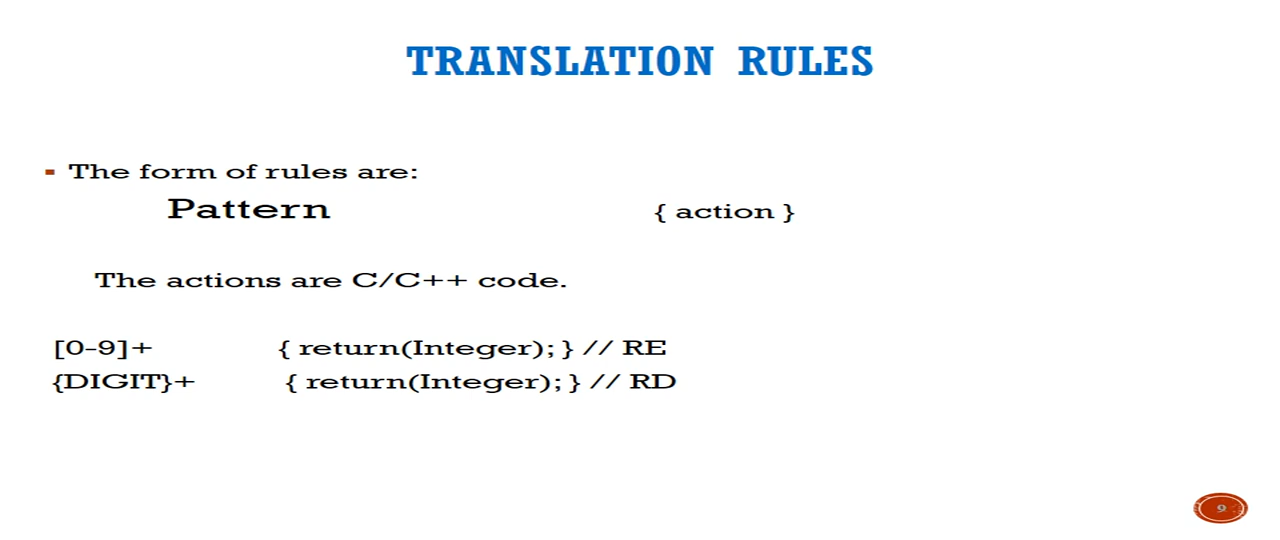 TRANSLATION RULES
The form of rules are:
Pattern { action }
The actions are C/C++ code.
[0-9]+ { return(Integer); } // RE
{DIGIT}+ { return(Integer); } // RD
9